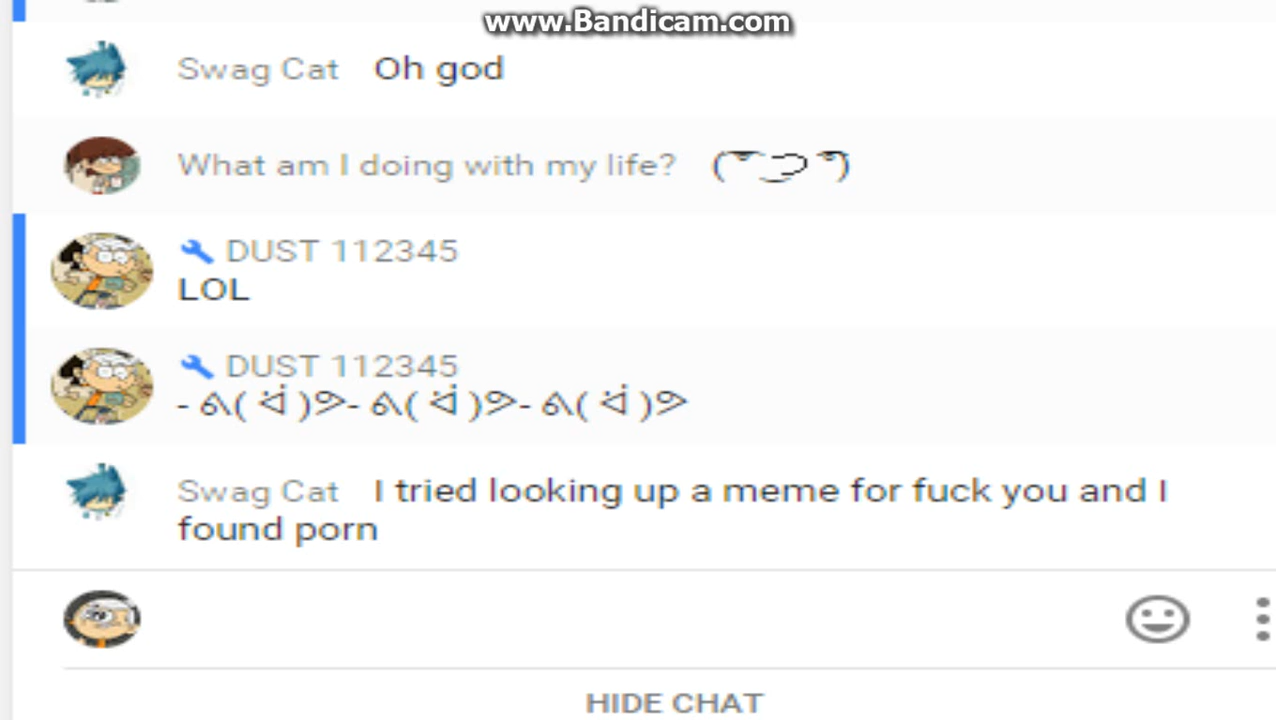 www.Bandicam.com
Swag Cat Oh god
What am I doing with my life? ( ͡° ͜ʖ ͡°)
DUST 112345
LOL
DUST 112345
- ᕕ( ᐛ )ᕗ- ᕕ( ᐛ )ᕗ- ᕕ( ᐛ )ᕗ
Swag Cat I tried looking up a meme for fuck you and I
found porn
HIDE CHAT